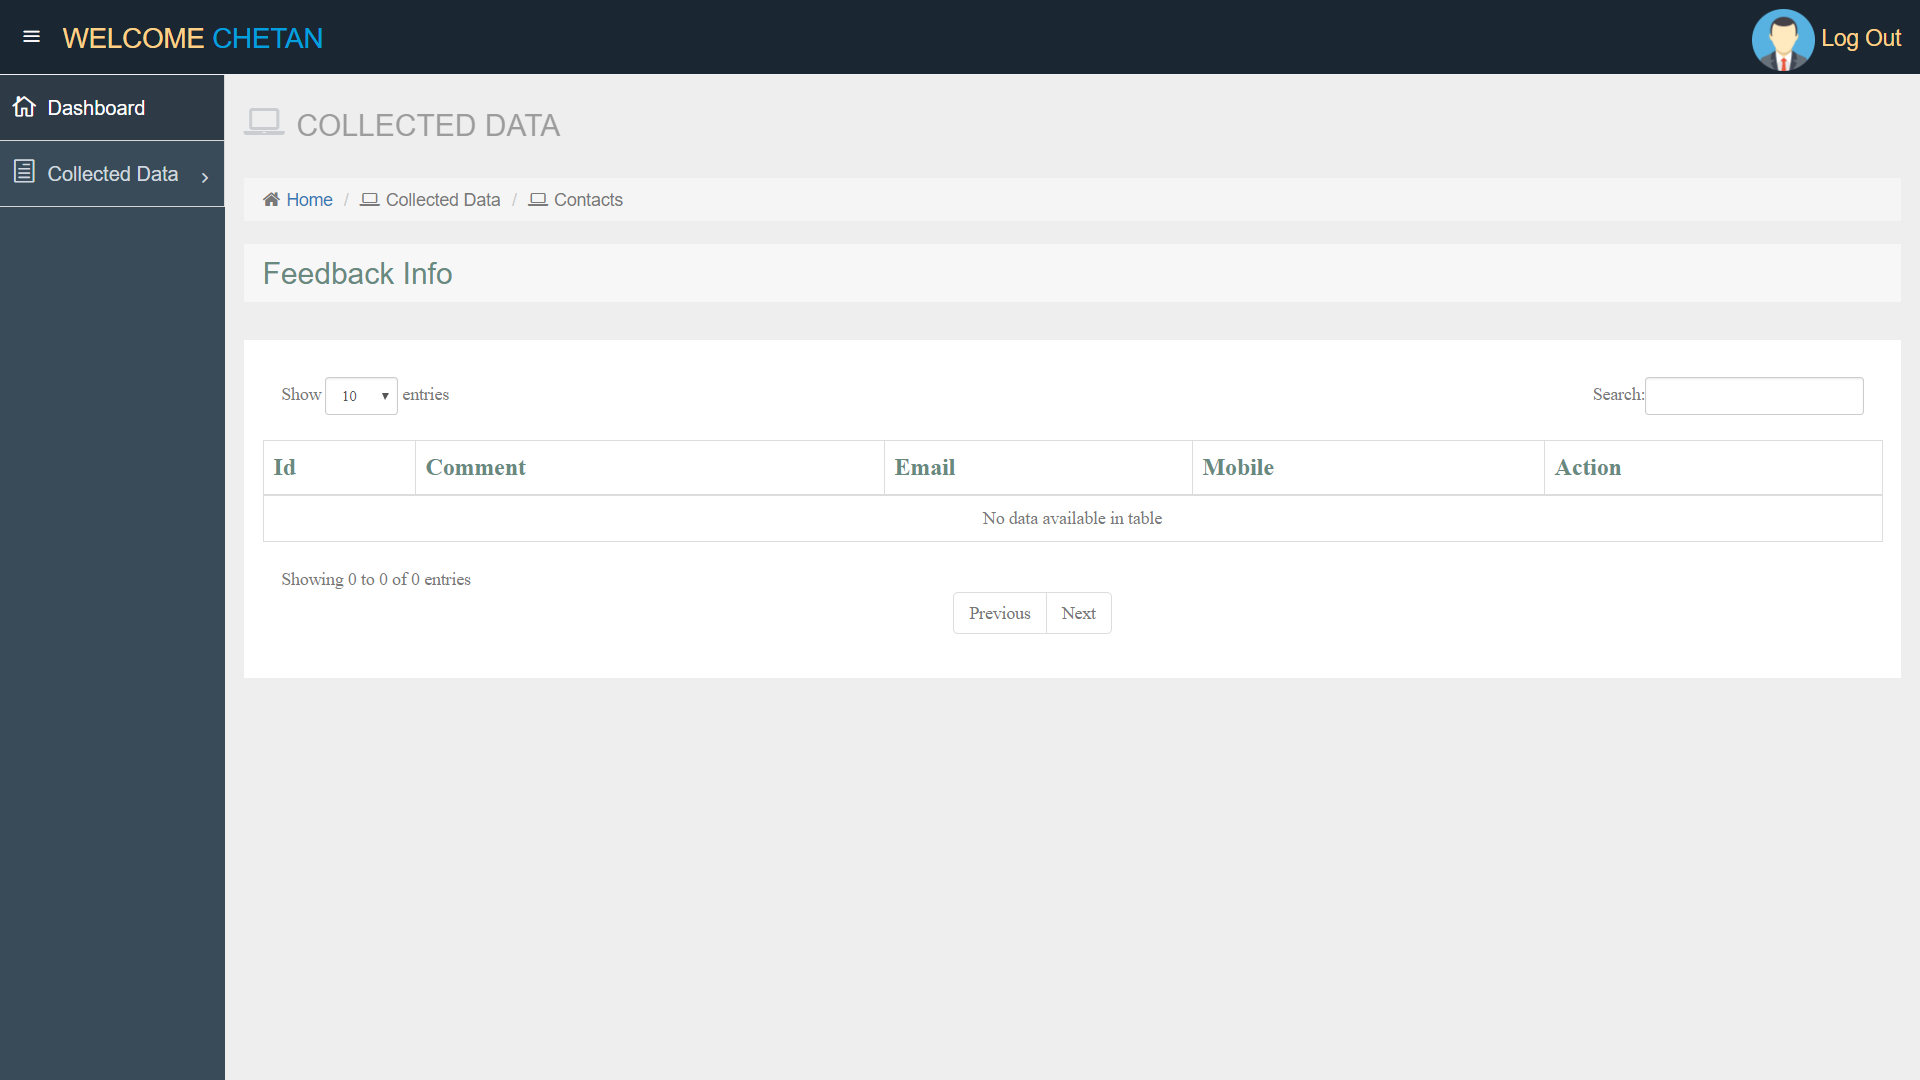 WELCOME CHETAN
Log Out
Dashboard
Collected Data
COLLECTED DATA
Home / Collected Data / Contacts
Feedback Info
Show 10 entries
Search:
Id Comment Email Mobile Action
No data available in table
Showing 0 to 0 of 0 entries
Previous Next